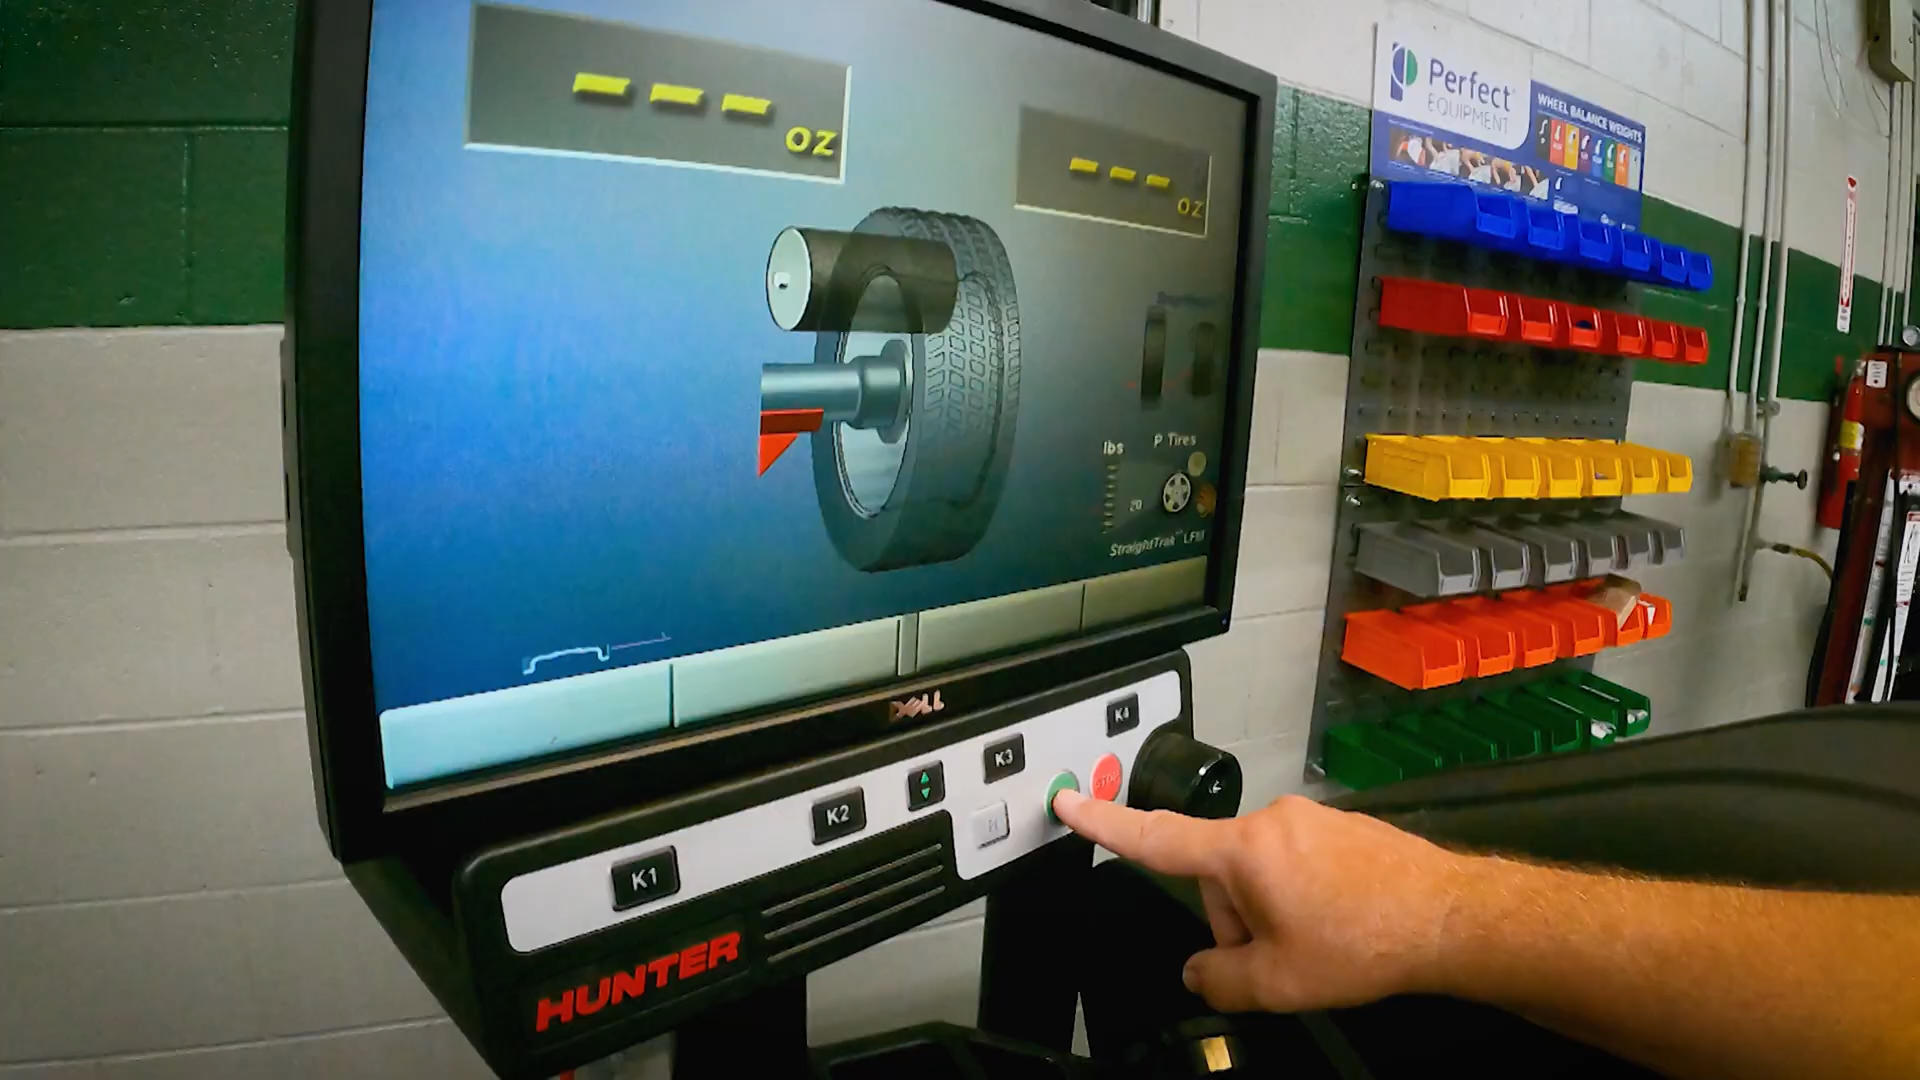 --- oz
--- oz
lbs
P Tires
20
StraightTrak LFM
DELL
K1
K2
K3
K4
STOP
HUNTER
Perfect
EQUIPMENT
WHEEL BALANCE WEIGHTS